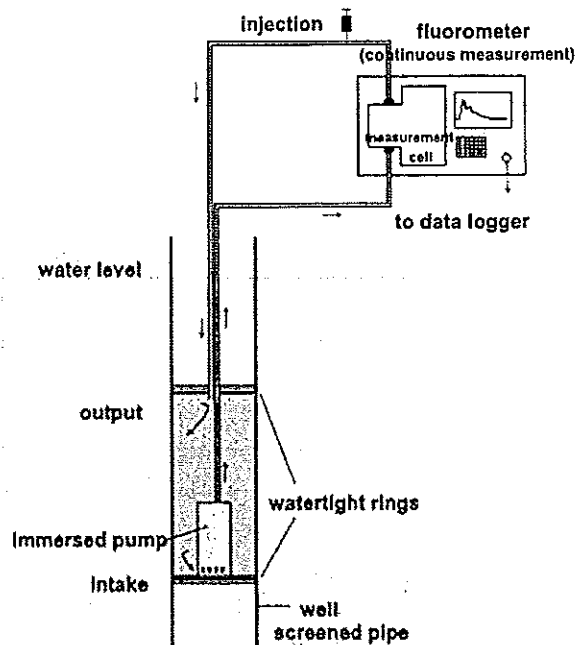 injection
fluorometer
(continuous measurement)
measurement
cell
to data logger
water level
output
watertight rings
immersed pump
intake
well
screened pipe